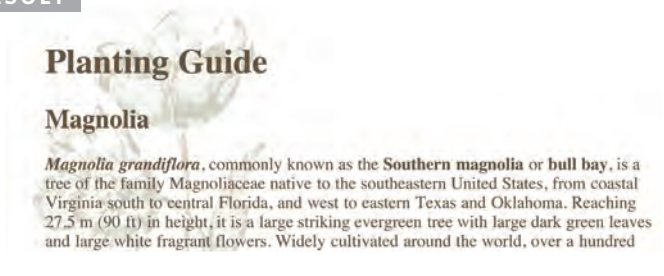 Planting Guide
Magnolia
Magnolia grandiflora, commonly known as the Southern magnolia or bull bay, is a
tree of the family Magnoliaceae native to the southeastern United States, from coastal
Virginia south to central Florida, and west to eastern Texas and Oklahoma. Reaching
27.5 m (90 ft) in height, it is a large striking evergreen tree with large dark green leaves
and large white fragrant flowers. Widely cultivated around the world, over a hundred